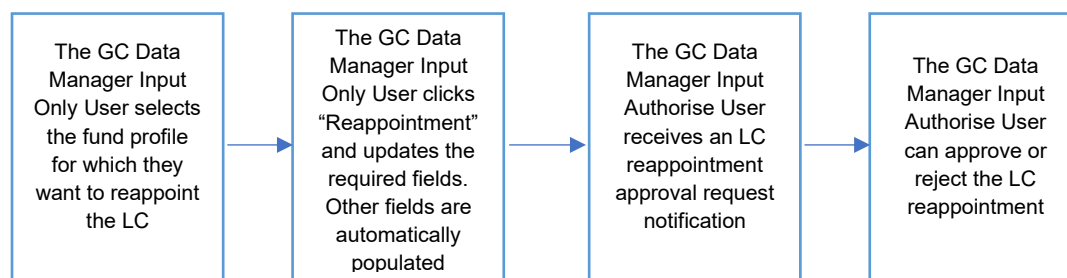 The GC Data
Manager Input
Only User selects
the fund profile
for which they
want to reappoint
the LC
The GC Data
Manager Input
Only User clicks
“Reappointment”
and updates the
required fields.
Other fields are
automatically
populated
The GC Data
Manager Input
Authorise User
receives an LC
reappointment
approval request
notification
The GC Data
Manager Input
Authorise User
can approve or
reject the LC
reappointment